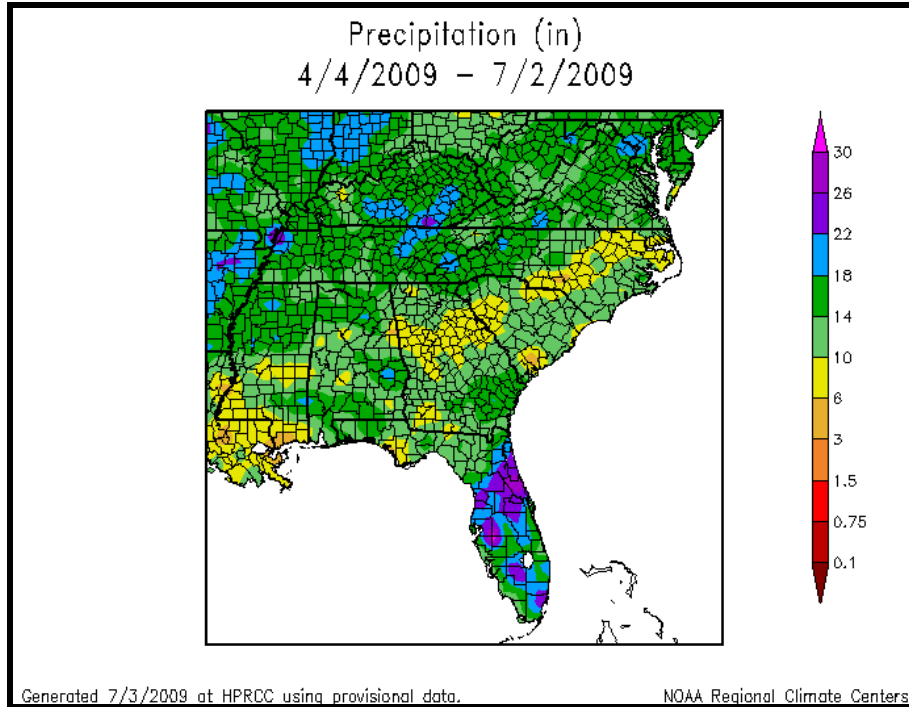 Precipitation (in)
4/4/2009 – 7/2/2009
30
26
22
18
14
10
6
3
1.5
0.75
0.1
Generated 7/3/2009 at HPRCC using provisional data.
NOAA Regional Climate Centers